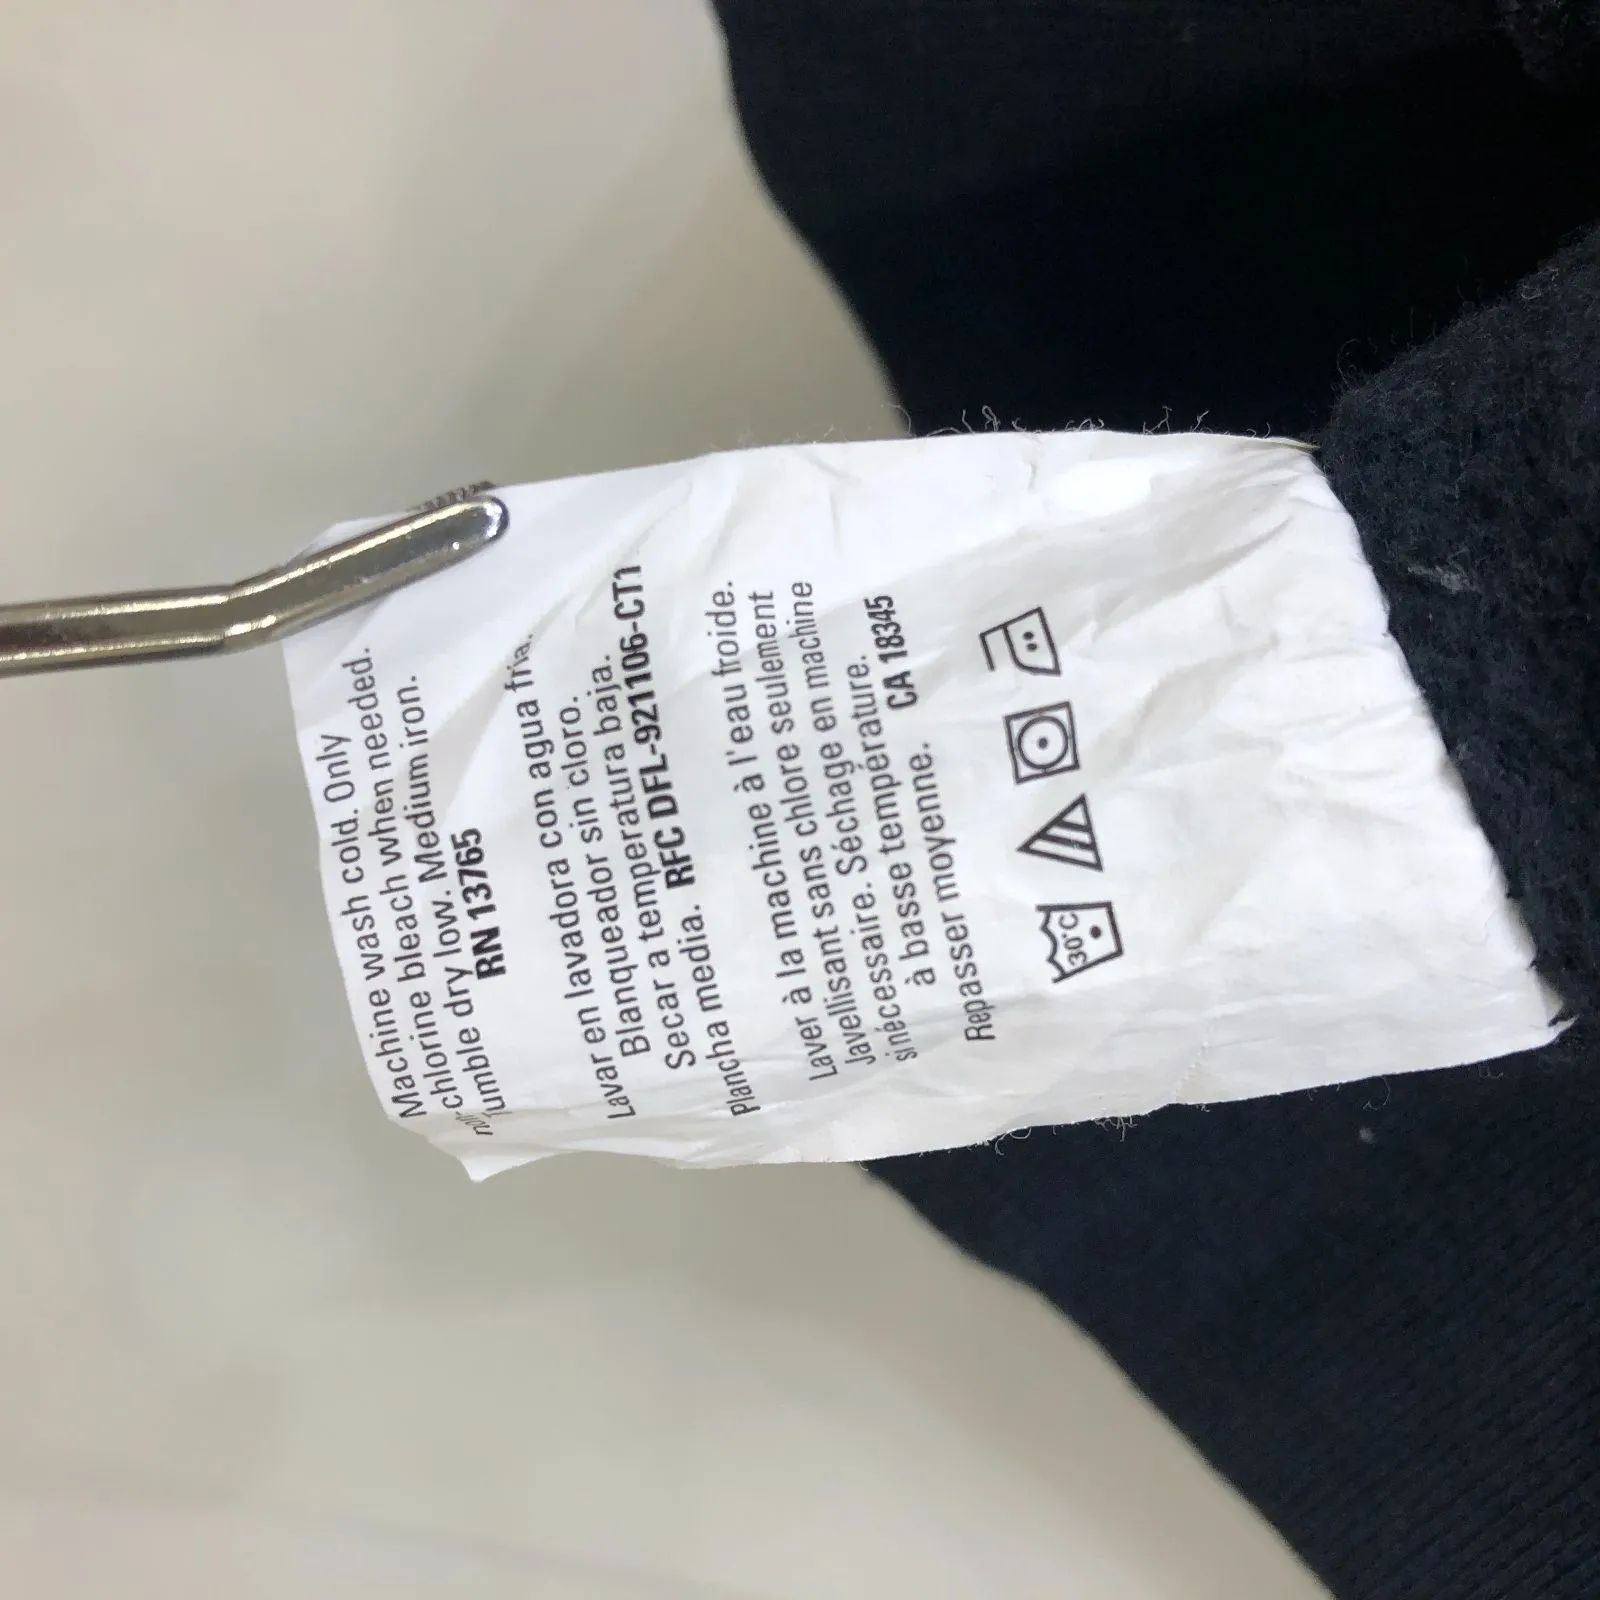 Machine wash cold. Only
non-chlorine bleach when needed.
Tumble dry low. Medium iron.
RN 13765
Lavar en lavadora con agua fría.
Blanqueador sin cloro.
Secar a temperatura baja.
Plancha media. RFC DFL-921106-CT1
Laver à la machine à l'eau froide.
Javellisant sans chlore seulement
si nécessaire. Séchage en machine
à basse température.
Repasser moyenne. CA 18345
30°C